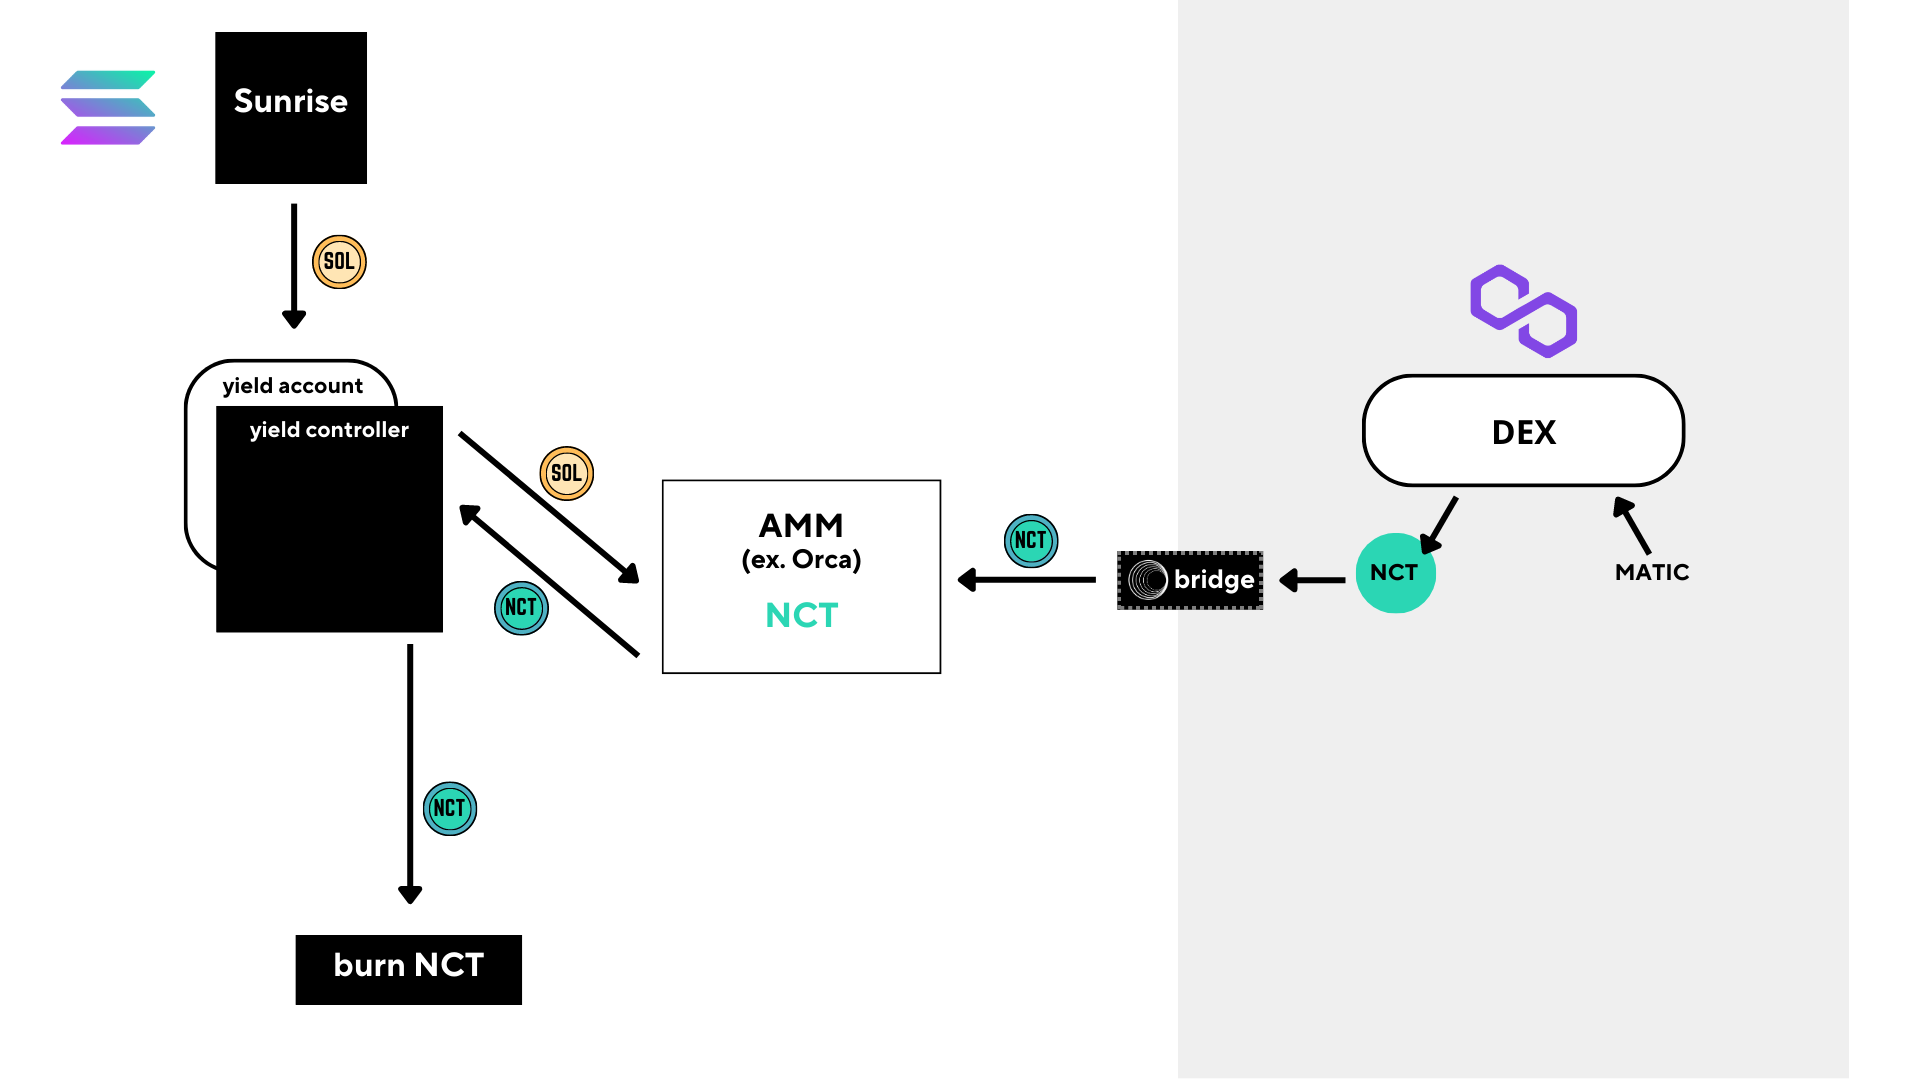 Sunrise
SOL
yield account
yield controller
SOL
NCT
AMM
(ex. Orca)
NCT
NCT
bridge
DEX
NCT
MATIC
NCT
burn NCT